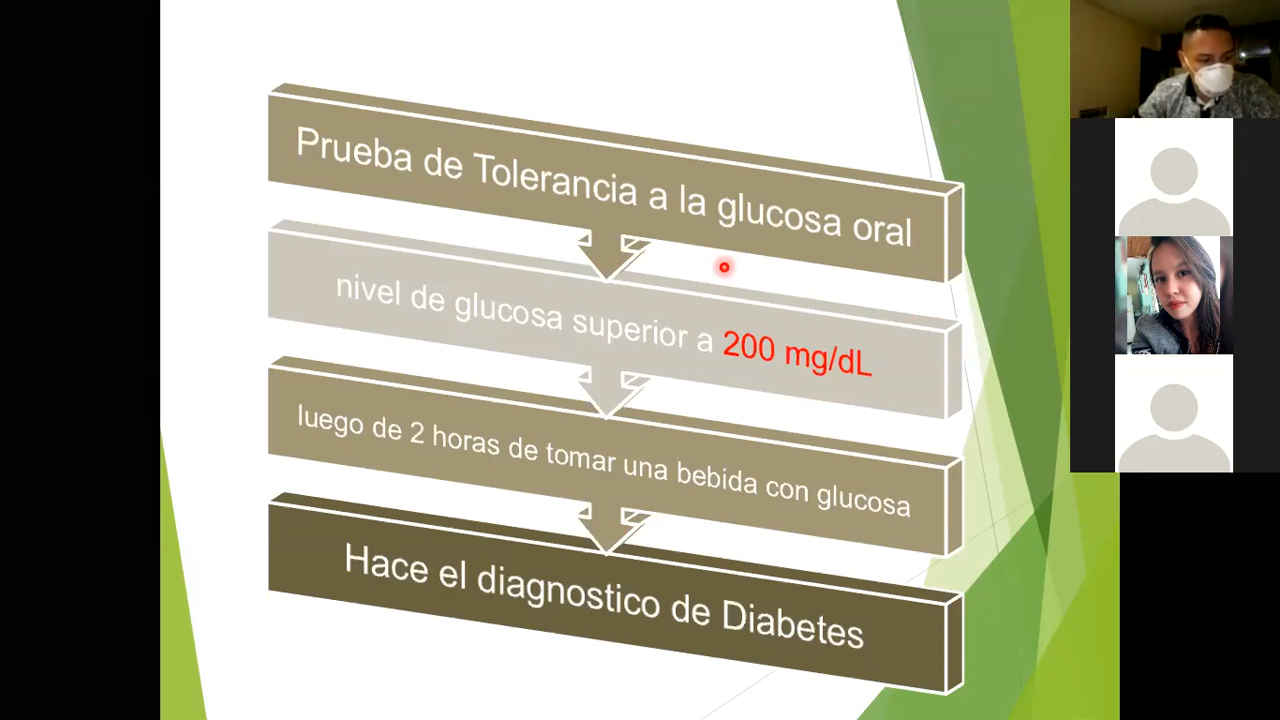 Prueba de Tolerancia a la glucosa oral
nivel de glucosa superior a 200 mg/dL
luego de 2 horas de tomar una bebida con glucosa
Hace el diagnostico de Diabetes